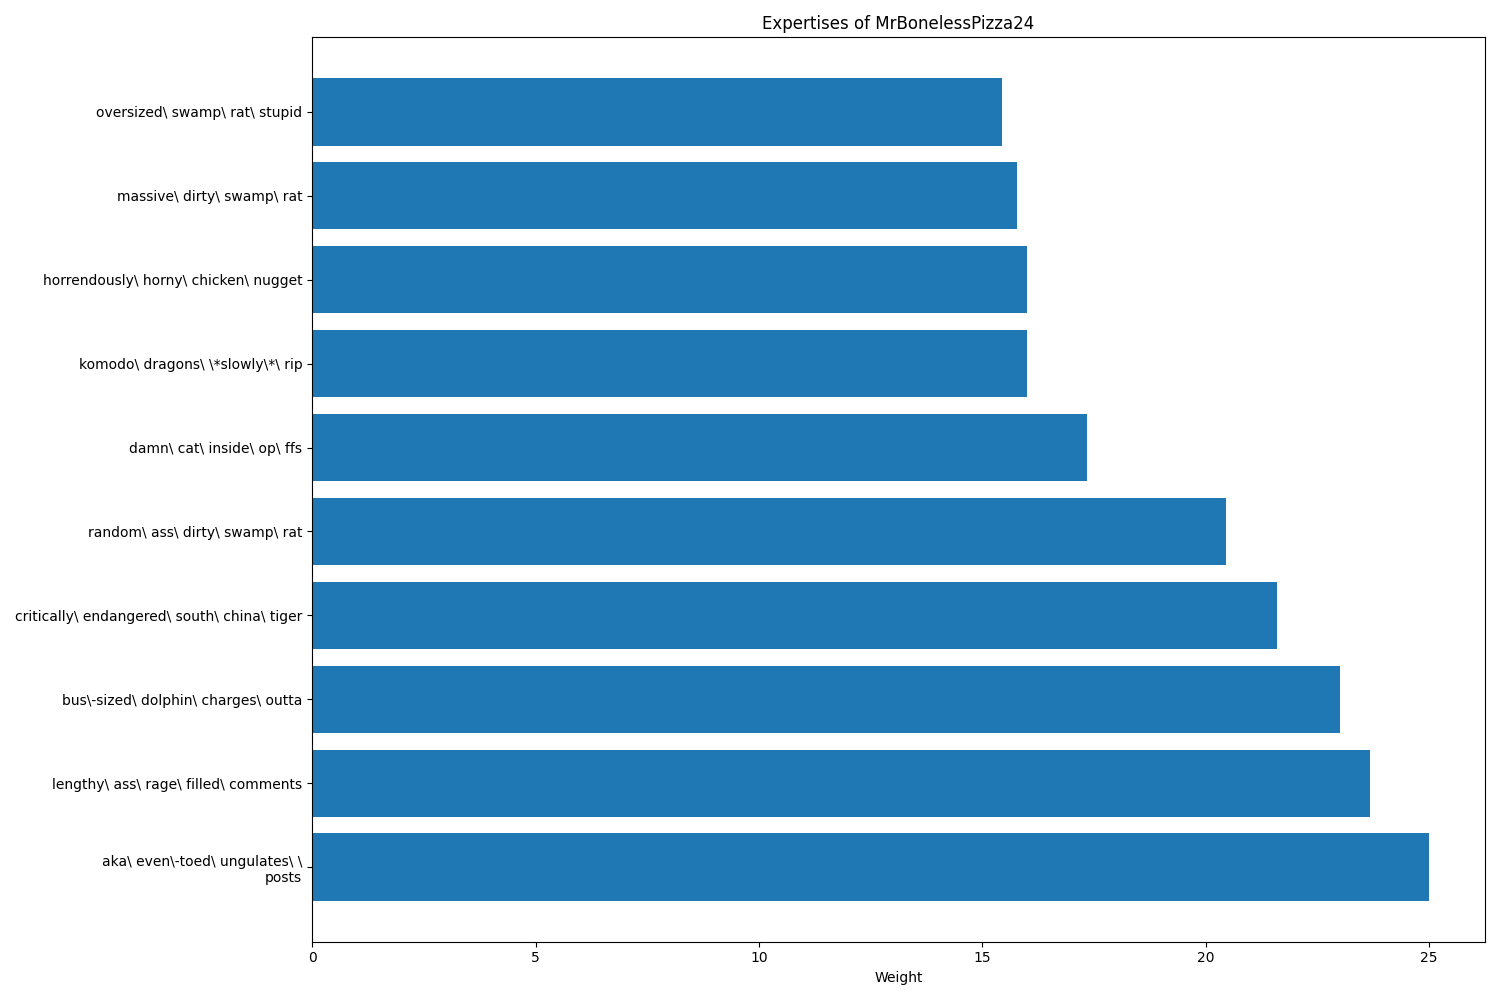 Expertises of MrBonelessPizza24
oversized\ swamp\ rat\ stupid
massive\ dirty\ swamp\ rat
horrendously\ horny\ chicken\ nugget
komodo\ dragons\ \*slowly\*\ rip
damn\ cat\ inside\ op\ ffs
random\ ass\ dirty\ swamp\ rat
critically\ endangered\ south\ china\ tiger
bus\-sized\ dolphin\ charges\ outta
lengthy\ ass\ rage\ filled\ comments
aka\ even\-toed\ ungulates\ \
posts
0 5 10 15 20 25
Weight